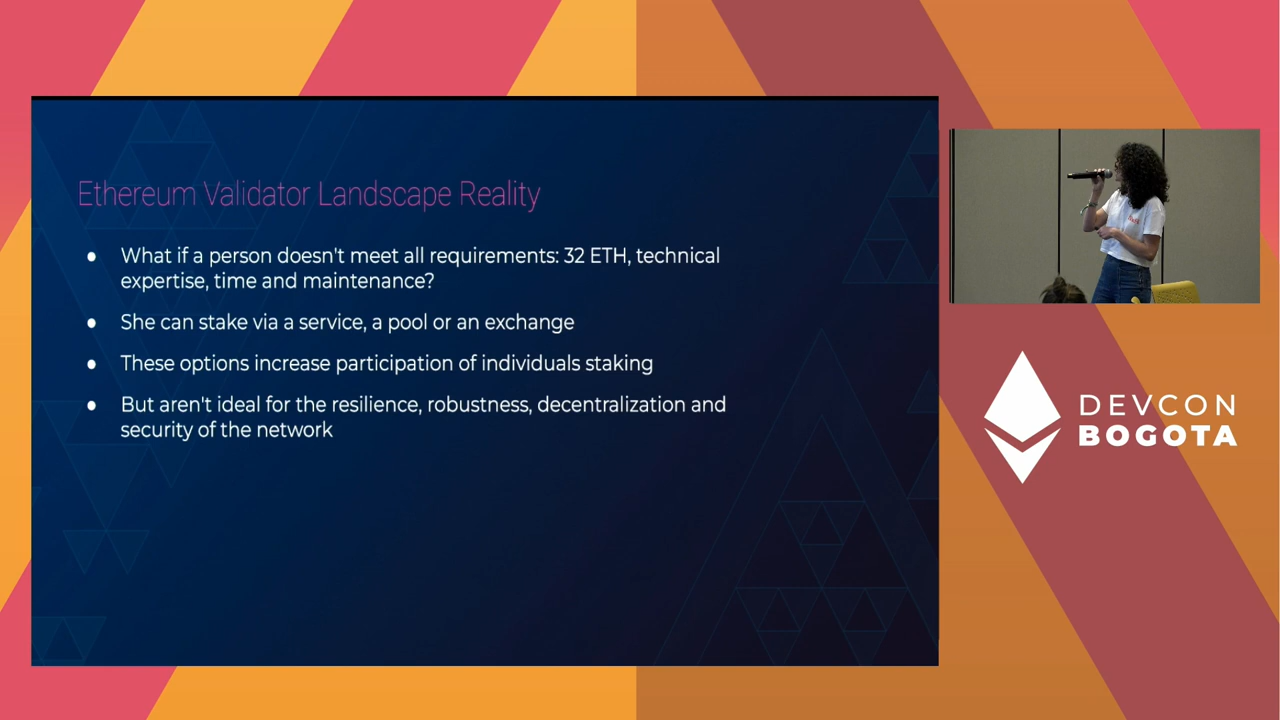 Ethereum Validator Landscape Reality
● What if a person doesn't meet all requirements: 32 ETH, technical
expertise, time and maintenance?
● She can stake via a service, a pool or an exchange
● These options increase participation of individuals staking
● But aren't ideal for the resilience, robustness, decentralization and
security of the network
DEVCON
BOGOTA